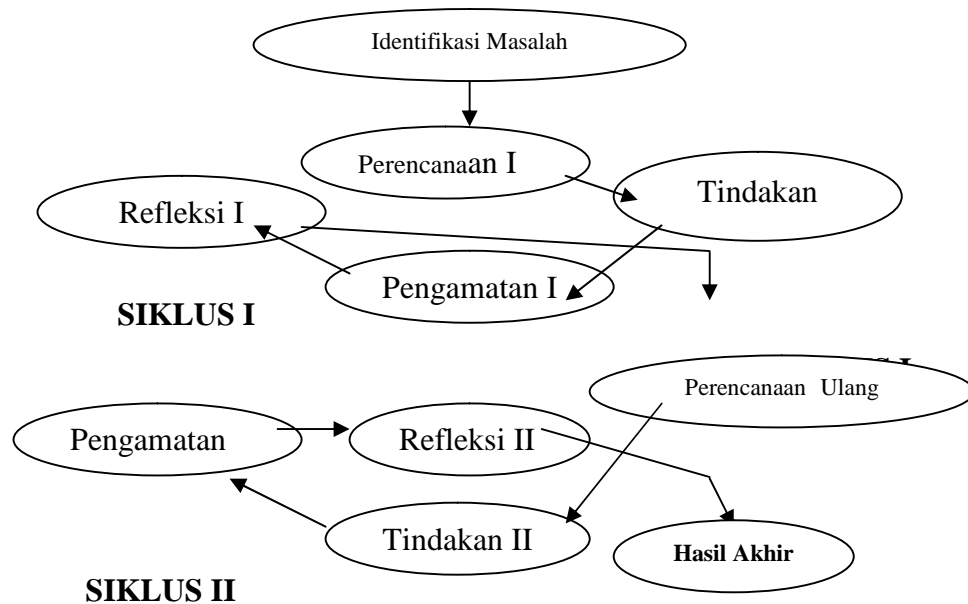 Identifikasi Masalah
Perencanaan I
Tindakan
Refleksi I
Pengamatan I
SIKLUS I
Perencanaan Ulang
Pengamatan
Refleksi II
Tindakan II
Hasil Akhir
SIKLUS II